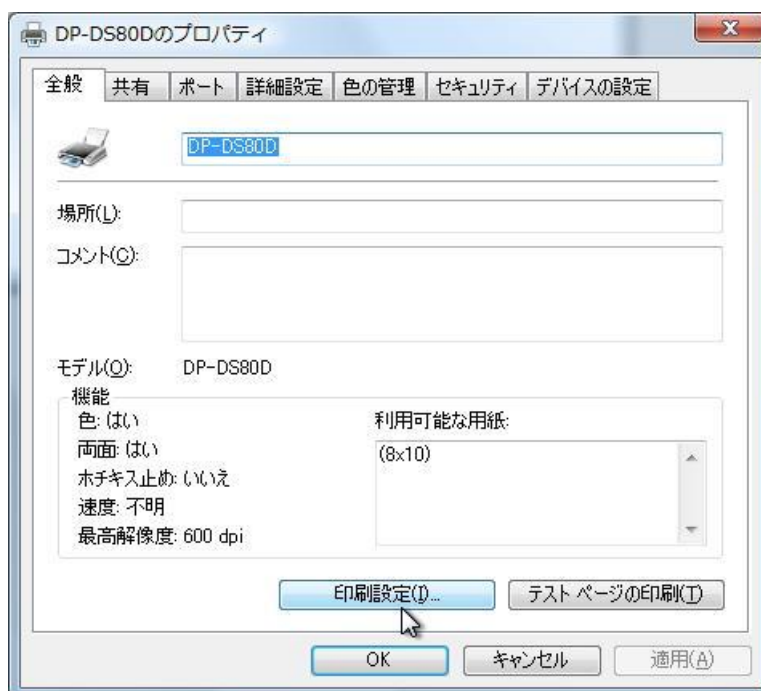 DP-DS80Dのプロパティ
全般 共有 ポート 詳細設定 色の管理 セキュリティ デバイスの設定
DP-DS80D
場所(L):
コメント(C):
モデル(O): DP-DS80D
機能
色: はい
両面: はい
ホチキス止め: いいえ
速度: 不明
最高解像度: 600 dpi
利用可能な用紙:
(8x10)
印刷設定(I)... テスト ページの印刷(T)
OK キャンセル 適用(A)